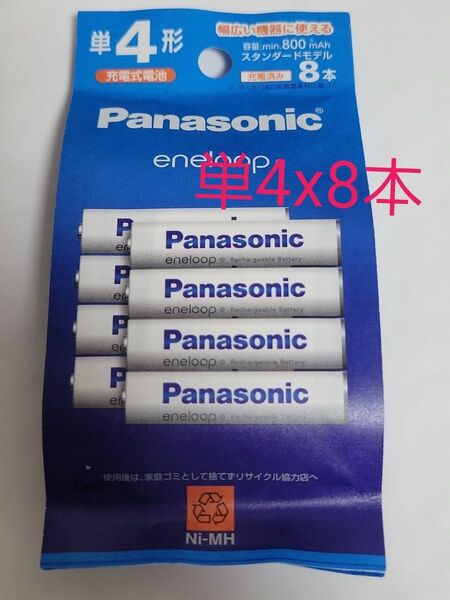 単4形
充電式電池
幅広い機器に使える
容量:min.800mAh
スタンダードモデル
充電済み 8本
Panasonic®
eneloop
単4x8本
Panasonic
eneloop Rechargeable Battery
Panasonic
eneloop Rechargeable Battery
Panasonic
eneloop Rechargeable Battery
Panasonic
eneloop Rechargeable Battery
使用後は、家庭ゴミとして捨てずリサイクル協力店へ
Ni-MH